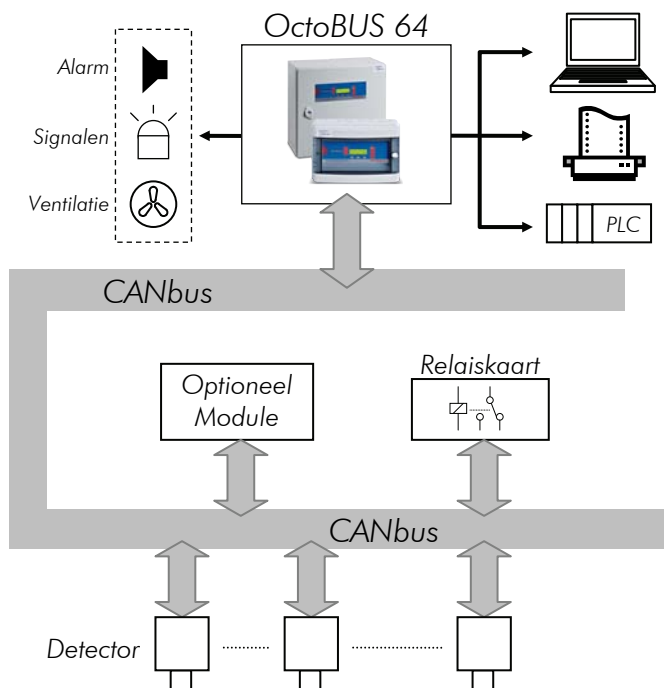 OctoBUS 64
Alarm
Signalen
Ventilatie
PLC
CANbus
Optioneel
Module
Relaiskaart
CANbus
Detector